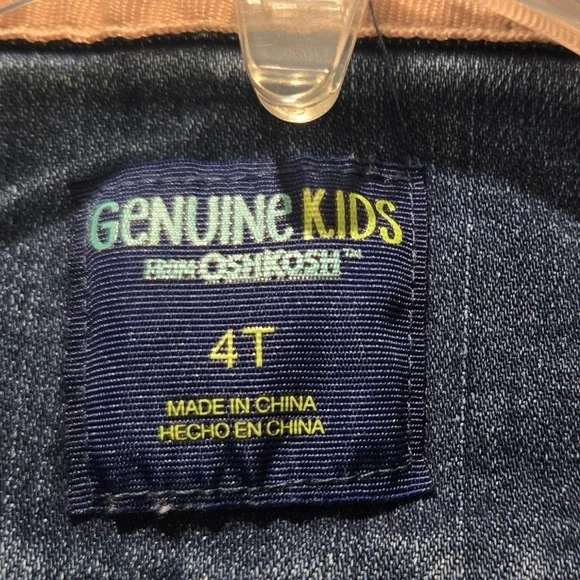 GENUINE KIDS
FROM OSHKOSH™
4T
MADE IN CHINA
HECHO EN CHINA